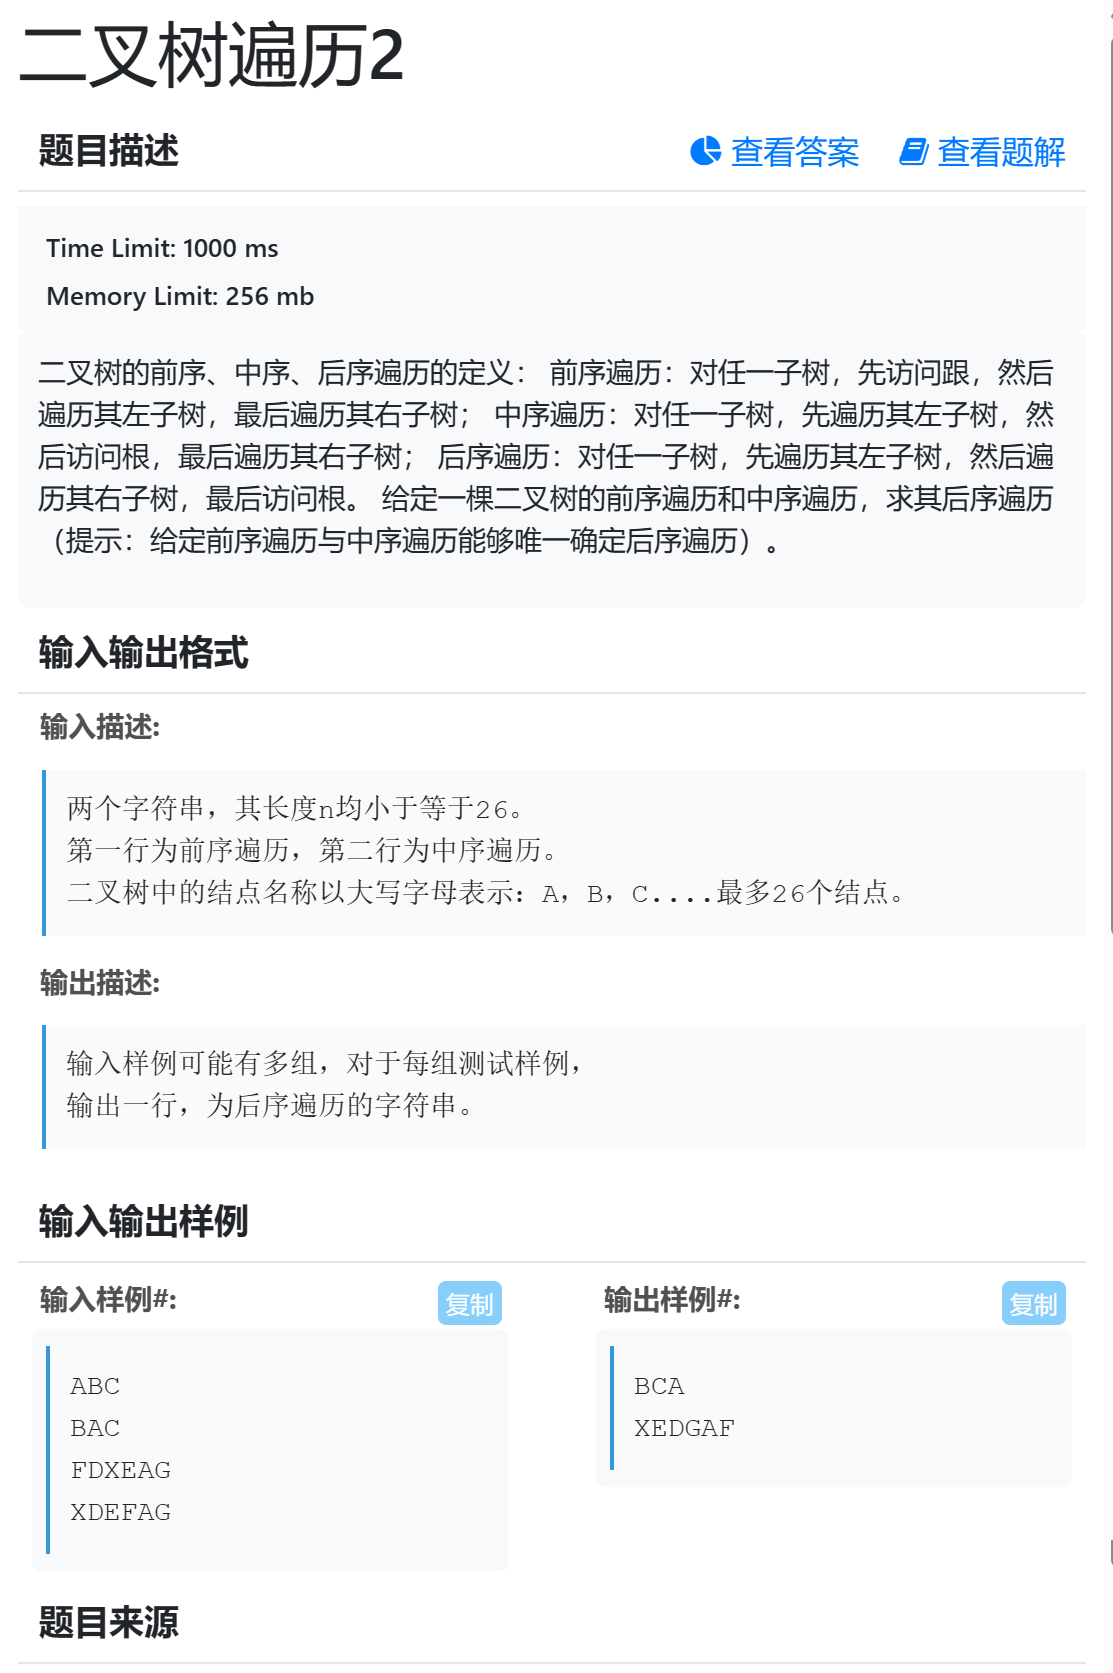 二叉树遍历2
题目描述 查看答案 查看题解
Time Limit: 1000 ms
Memory Limit: 256 mb
二叉树的前序、中序、后序遍历的定义： 前序遍历：对任一子树，先访问跟，然后
遍历其左子树，最后遍历其右子树； 中序遍历：对任一子树，先遍历其左子树，然
后访问根，最后遍历其右子树； 后序遍历：对任一子树，先遍历其左子树，然后遍
历其右子树，最后访问根。 给定一棵二叉树的前序遍历和中序遍历，求其后序遍历
（提示：给定前序遍历与中序遍历能够唯一确定后序遍历）。
输入输出格式
输入描述:
两个字符串，其长度n均小于等于26。
第一行为前序遍历，第二行为中序遍历。
二叉树中的结点名称以大写字母表示：A，B，C....最多26个结点。
输出描述:
输入样例可能有多组，对于每组测试样例，
输出一行，为后序遍历的字符串。
输入输出样例
输入样例#: 复制
ABC
BAC
FDXEAG
XDEFAG
输出样例#: 复制
BCA
XEDGAF
题目来源